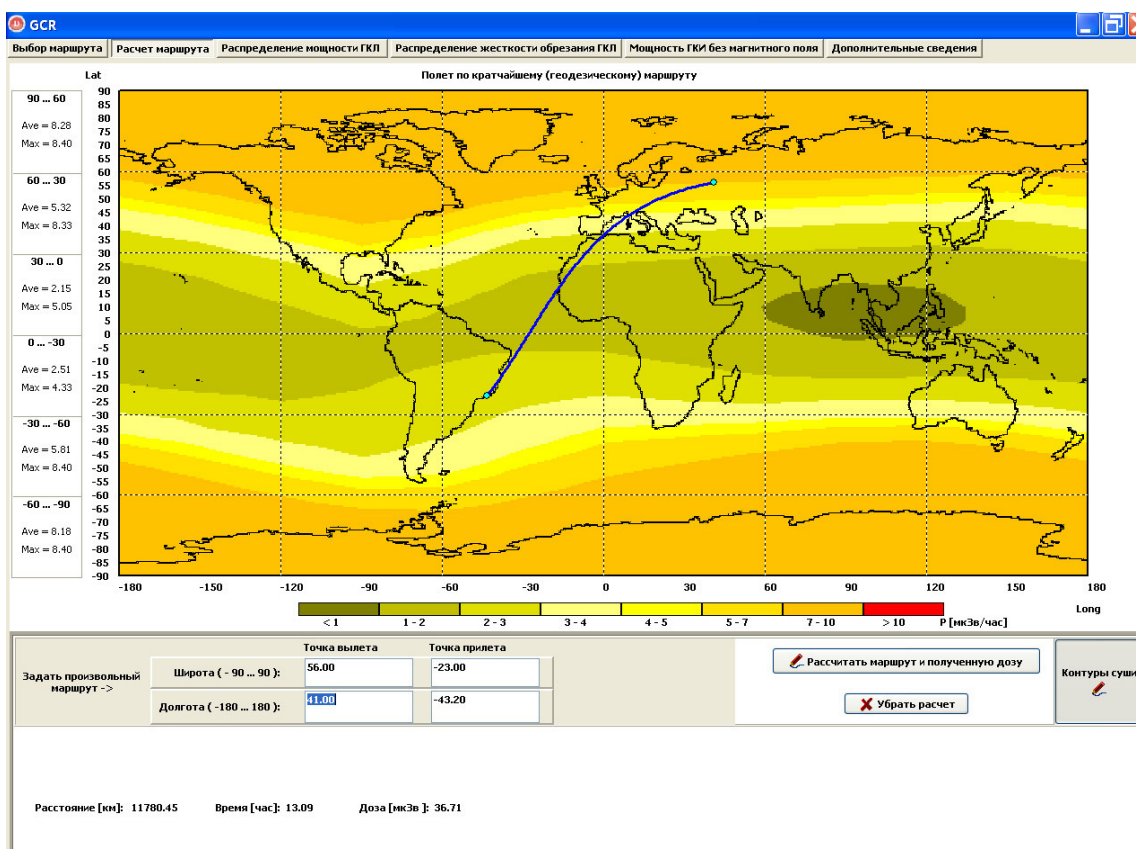 GCR
Выбор маршрута Расчет маршрута Распределение мощности ГКЛ Распределение жесткости обрезания ГКЛ Мощность ГКИ без магнитного поля Дополнительные сведения
Lat Полет по кратчайшему (геодезическому) маршруту
90 ... 60
Ave = 8.28
Max = 8.40
60 ... 30
Ave = 5.32
Max = 8.33
30 ... 0
Ave = 2.15
Max = 5.05
0 ... -30
Ave = 2.51
Max = 4.33
-30 ... -60
Ave = 5.81
Max = 8.40
-60 ... -90
Ave = 8.18
Max = 8.40
90
85
80
75
70
65
60
55
50
45
40
35
30
25
20
15
10
5
0
-5
-10
-15
-20
-25
-30
-35
-40
-45
-50
-55
-60
-65
-70
-75
-80
-85
-90
-180 -150 -120 -90 -60 -30 0 30 60 90 120 150 180
Long
< 1 1 - 2 2 - 3 3 - 4 4 - 5 5 - 7 7 - 10 > 10 P [мкЗв/час]
Точка вылета Точка прилета
Задать произвольный
маршрут ->
Широта ( - 90 ... 90 ): 56.00 -23.00
Долгота ( -180 ... 180 ): 41.00 -43.20
Рассчитать маршрут и полученную дозу
Убрать расчет
Контуры суши
Расстояние [км]: 11780.45 Время [час]: 13.09 Доза [мкЗв ]: 36.71